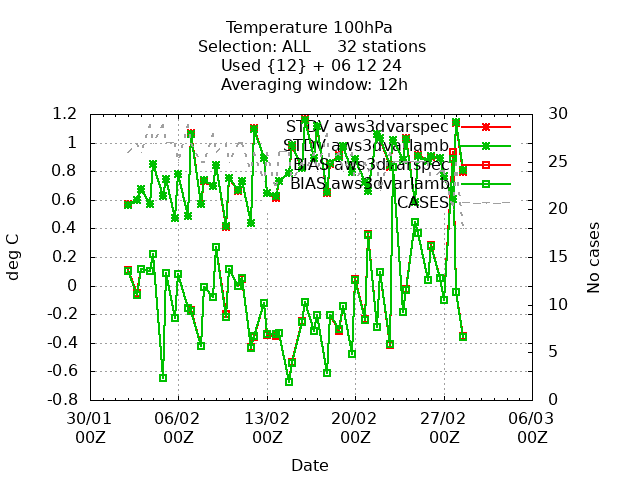 Temperature 100hPa
Selection: ALL 32 stations
Used {12} + 06 12 24
Averaging window: 12h
1.2
1
0.8
0.6
0.4
0.2
0
-0.2
-0.4
-0.6
-0.8
deg C
30
25
20
15
10
5
0
No cases
STDV aws3dvarspec
STDV aws3dvarlamb
BIAS aws3dvarspec
BIAS aws3dvarlamb
CASES
30/01 06/02 13/02 20/02 27/02 06/03
00Z 00Z 00Z 00Z 00Z 00Z
Date